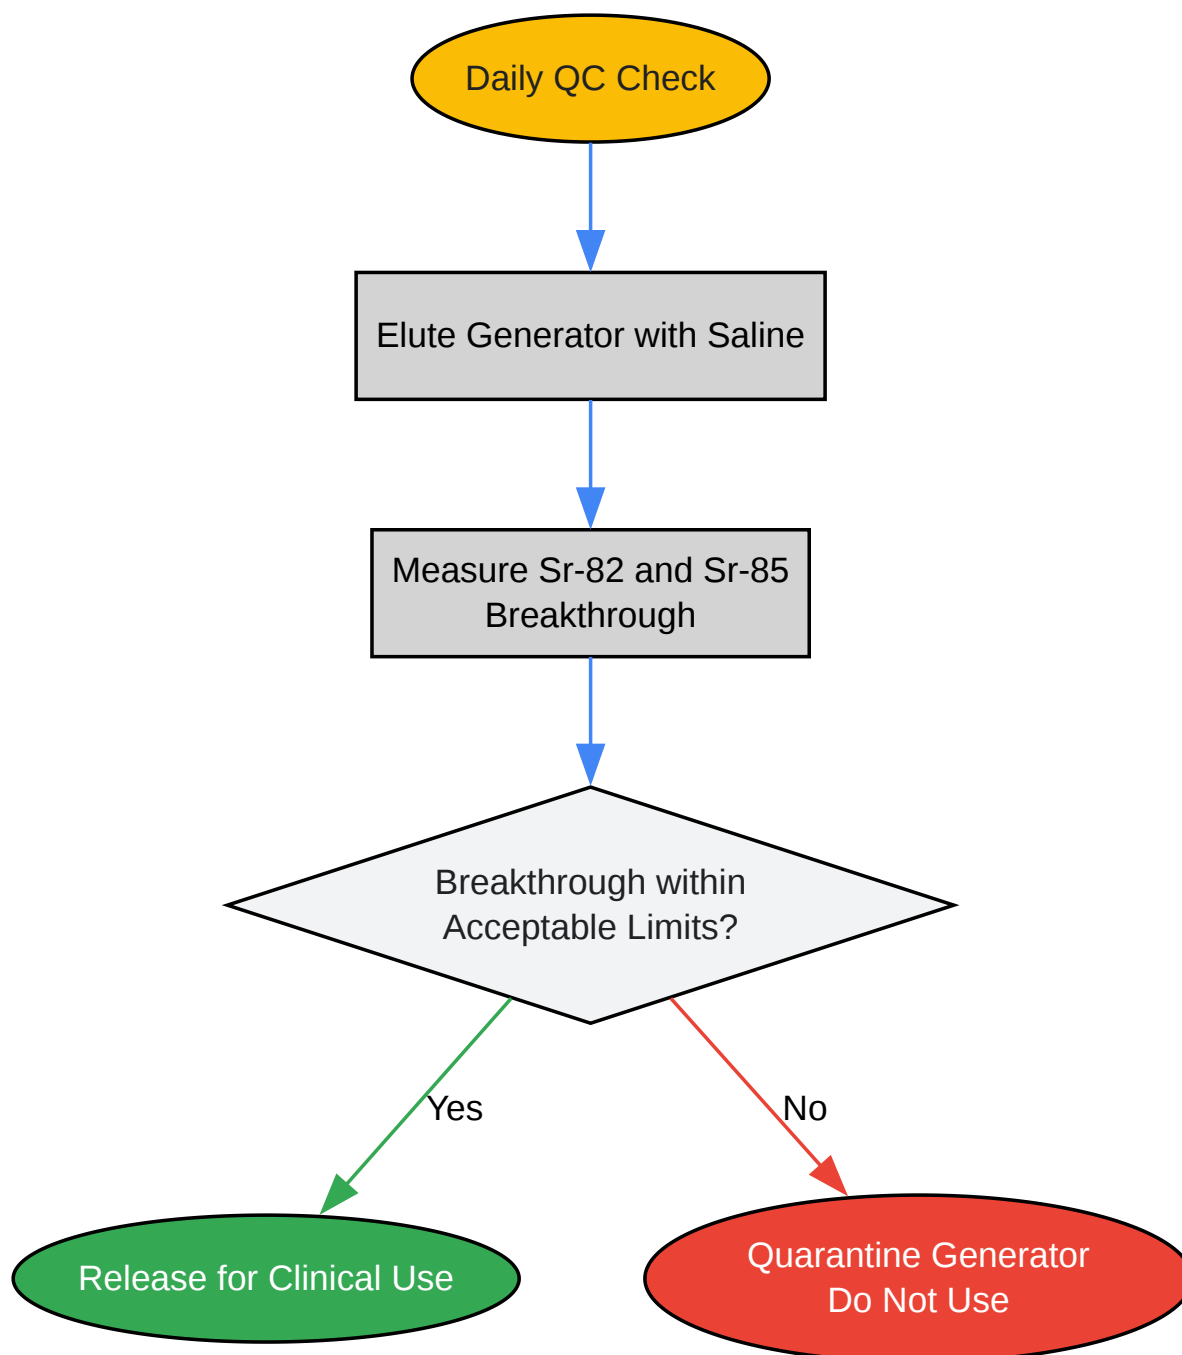 Daily QC Check
Elute Generator with Saline
Measure Sr-82 and Sr-85
Breakthrough
Breakthrough within
Acceptable Limits?
Yes
No
Release for Clinical Use
Quarantine Generator
Do Not Use